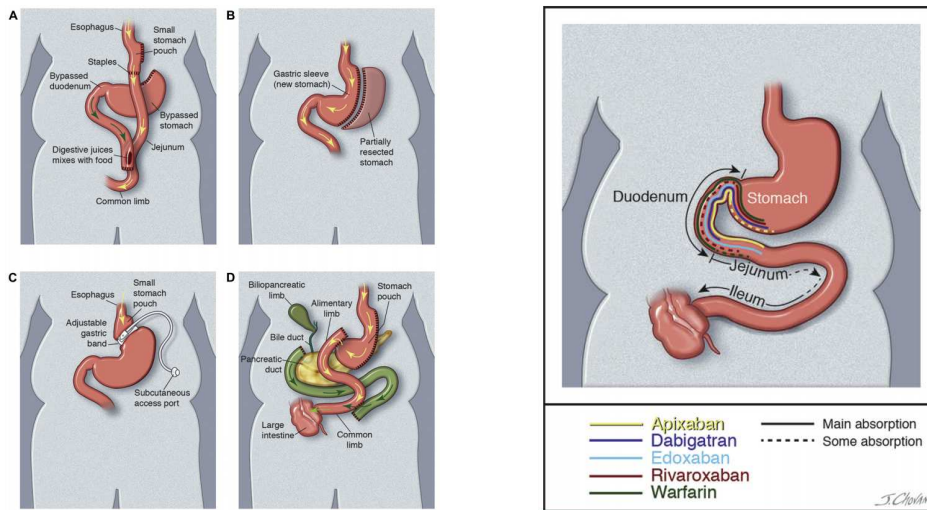 A
Esophagus
Small
stomach
pouch
Staples
Bypassed
duodenum
Bypassed
stomach
Digestive juices
mixes with food
Jejunum
Common limb
B
Gastric sleeve
(new stomach)
Partially
resected
stomach
C
Esophagus
Small
stomach
pouch
Adjustable
gastric
band
Subcutaneous
access port
D
Biliopancreatic
limb
Alimentary
limb
Stomach
pouch
Bile duct
Pancreatic
duct
Large
intestine
Common
limb
Duodenum
Stomach
Jejunum
Ileum
Apixaban
Dabigatran
Edoxaban
Rivaroxaban
Warfarin
Main absorption
Some absorption
J. CHOVAN